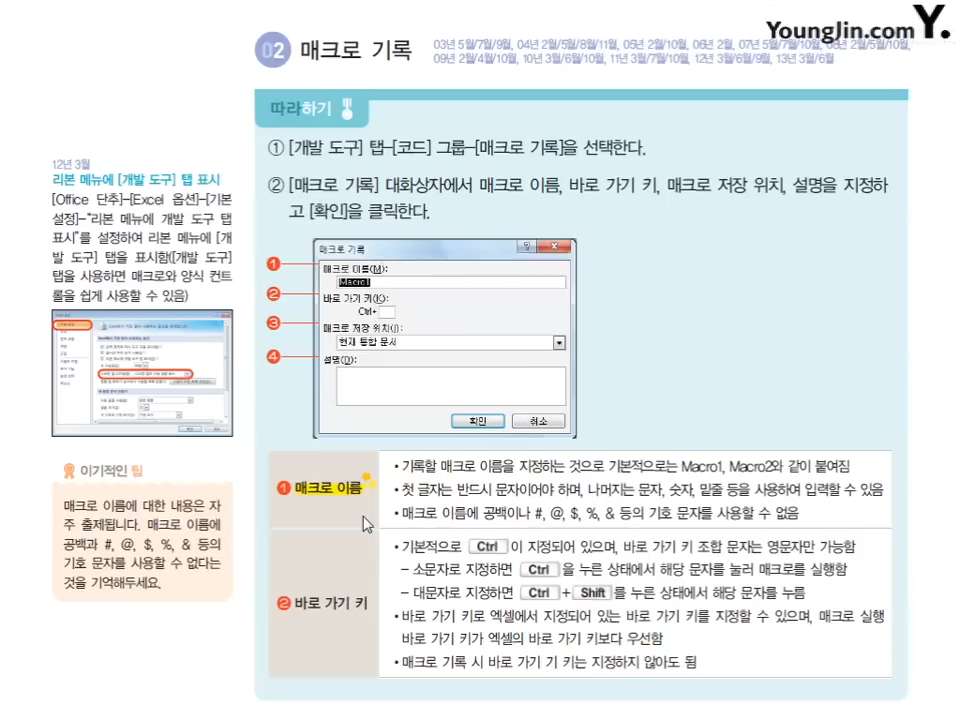 YoungJin.com Y.
02 매크로 기록
03년 5월/7월/9월, 04년 2월/5월/8월/11월, 05년 2월/10월, 06년 2월, 07년 5월/7월/10월, 08년 2월/5월/10월,
09년 2월/4월/10월, 10년 3월/6월/10월, 11년 3월/7월/10월, 12년 3월/6월/9월, 13년 3월/6월
따라하기
① [개발 도구] 탭-[코드] 그룹-[매크로 기록]을 선택한다.
② [매크로 기록] 대화상자에서 매크로 이름, 바로 가기 키, 매크로 저장 위치, 설명을 지정하
고 [확인]을 클릭한다.
12년 3월
리본 메뉴에 [개발 도구] 탭 표시
[Office 단추]-[Excel 옵션]-[기본
설정]-"리본 메뉴에 개발 도구 탭
표시"를 설정하여 리본 메뉴에 [개
발 도구] 탭을 표시함([개발 도구]
탭을 사용하면 매크로와 양식 컨트
롤을 쉽게 사용할 수 있음)
매크로 기록
1 매크로 이름(M):
Macro1
2 바로 가기 키(K):
Ctrl+
3 매크로 저장 위치(I):
현재 통합 문서
4 설명(D):
확인 취소
이기적인 팁
매크로 이름에 대한 내용은 자
주 출제됩니다. 매크로 이름에
공백과 #, @, $, %, & 등의
기호 문자를 사용할 수 없다는
것을 기억해두세요.
1 매크로 이름
• 기록할 매크로 이름을 지정하는 것으로 기본적으로는 Macro1, Macro2와 같이 붙여짐
• 첫 글자는 반드시 문자이어야 하며, 나머지는 문자, 숫자, 밑줄 등을 사용하여 입력할 수 있음
• 매크로 이름에 공백이나 #, @, $, %, & 등의 기호 문자를 사용할 수 없음
2 바로 가기 키
• 기본적으로 Ctrl 이 지정되어 있으며, 바로 가기 키 조합 문자는 영문자만 가능함
- 소문자로 지정하면 Ctrl 을 누른 상태에서 해당 문자를 눌러 매크로를 실행함
- 대문자로 지정하면 Ctrl + Shift 를 누른 상태에서 해당 문자를 누름
• 바로 가기 키로 엑셀에서 지정되어 있는 바로 가기 키를 지정할 수 있으며, 매크로 실행
바로 가기 키가 엑셀의 바로 가기 키보다 우선함
• 매크로 기록 시 바로 가기 기 키는 지정하지 않아도 됨